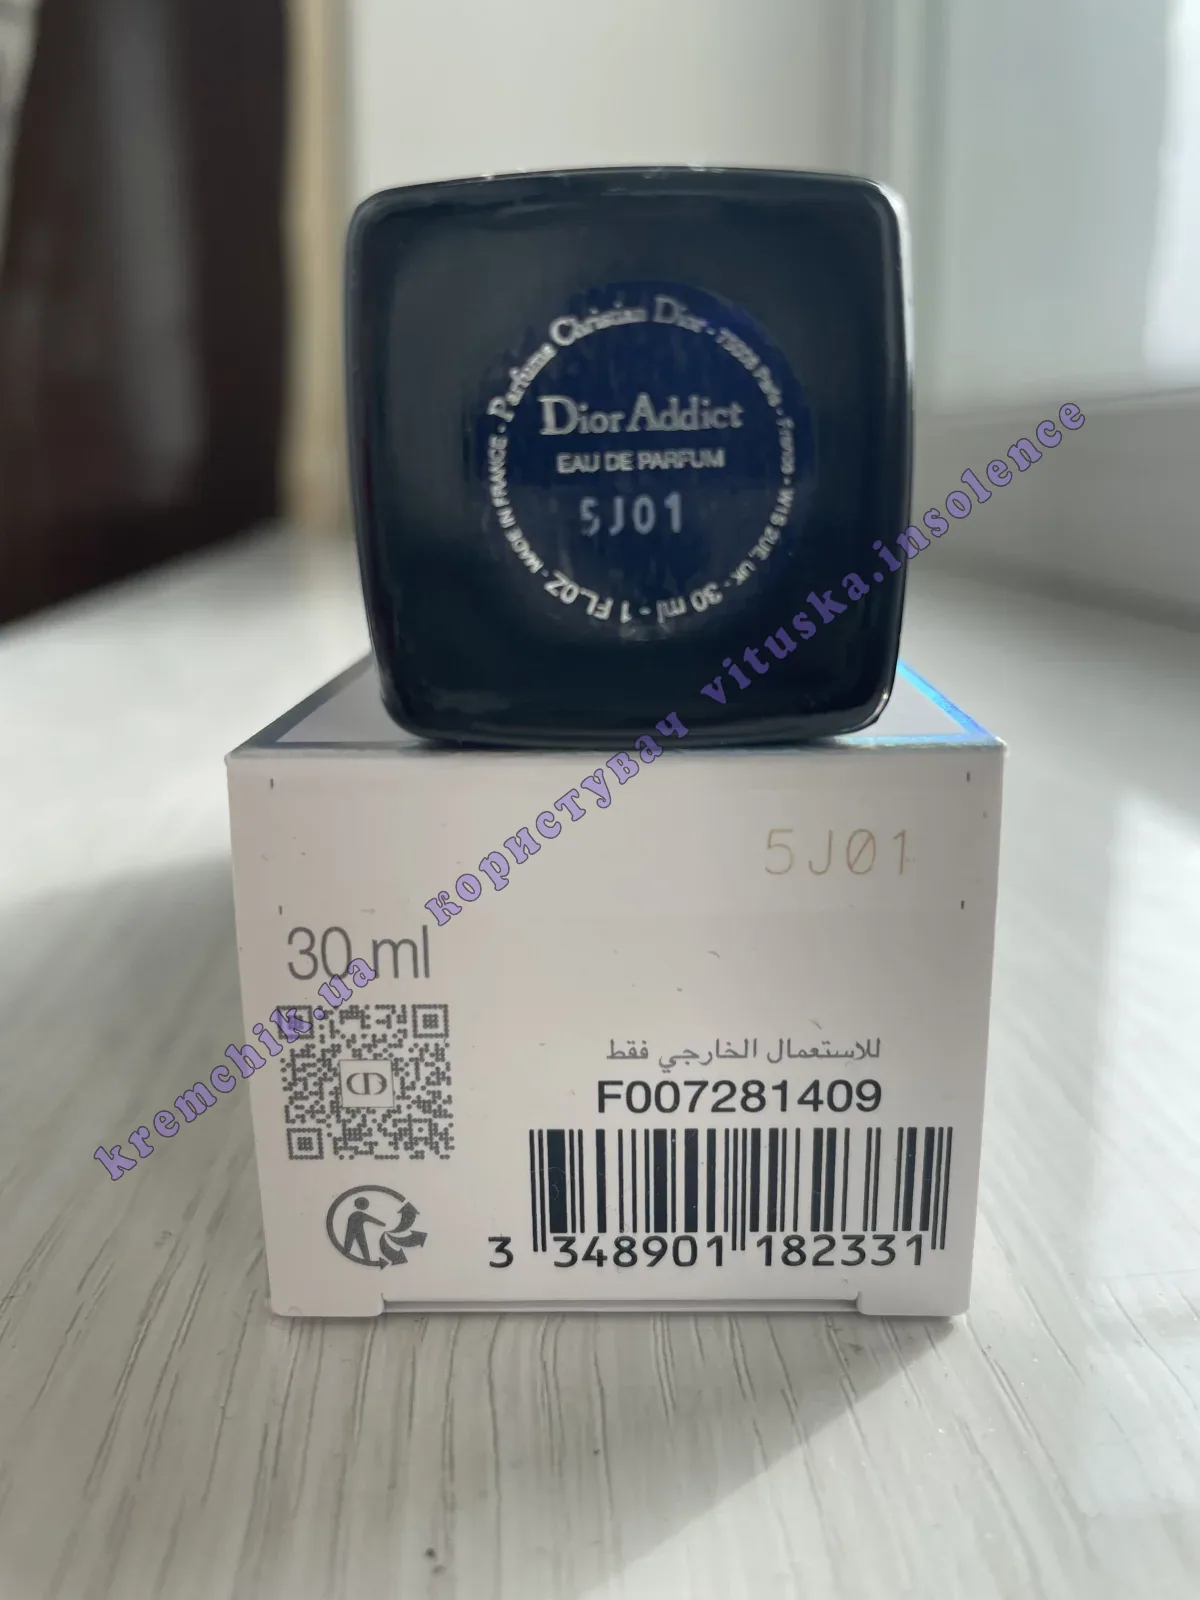 Parfums Christian Dior - 75008 Paris - France - W1S 2UE, UK - 30 ml - 1 FL.OZ - MADE IN FRANCE -
Dior Addict
EAU DE PARFUM
5J01
5J01
30 ml
CD
للاستعمال الخارجي فقط
F007281409
3 348901 182331
kremchik.ua користувач vituska.insolence